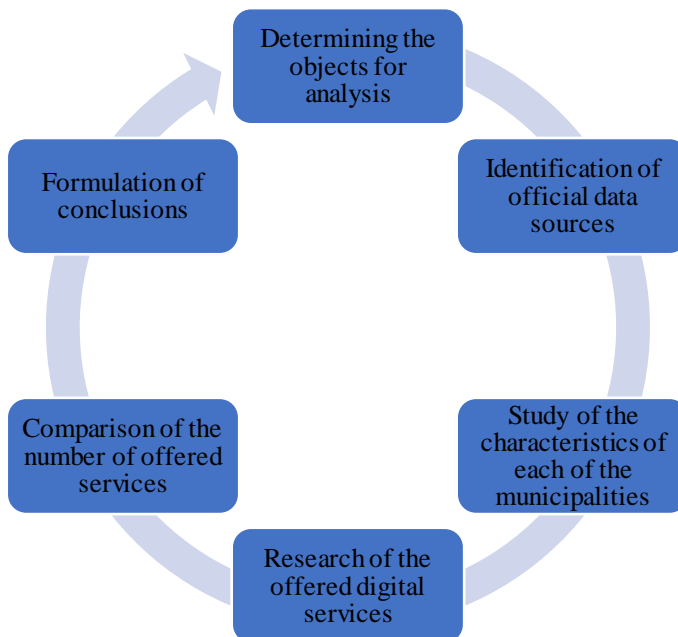 Determining the
objects for
analysis
Identification of
official data
sources
Study of the
characteristics of
each of the
municipalities
Research of the
offered digital
services
Comparison of the
number of offered
services
Formulation of
conclusions